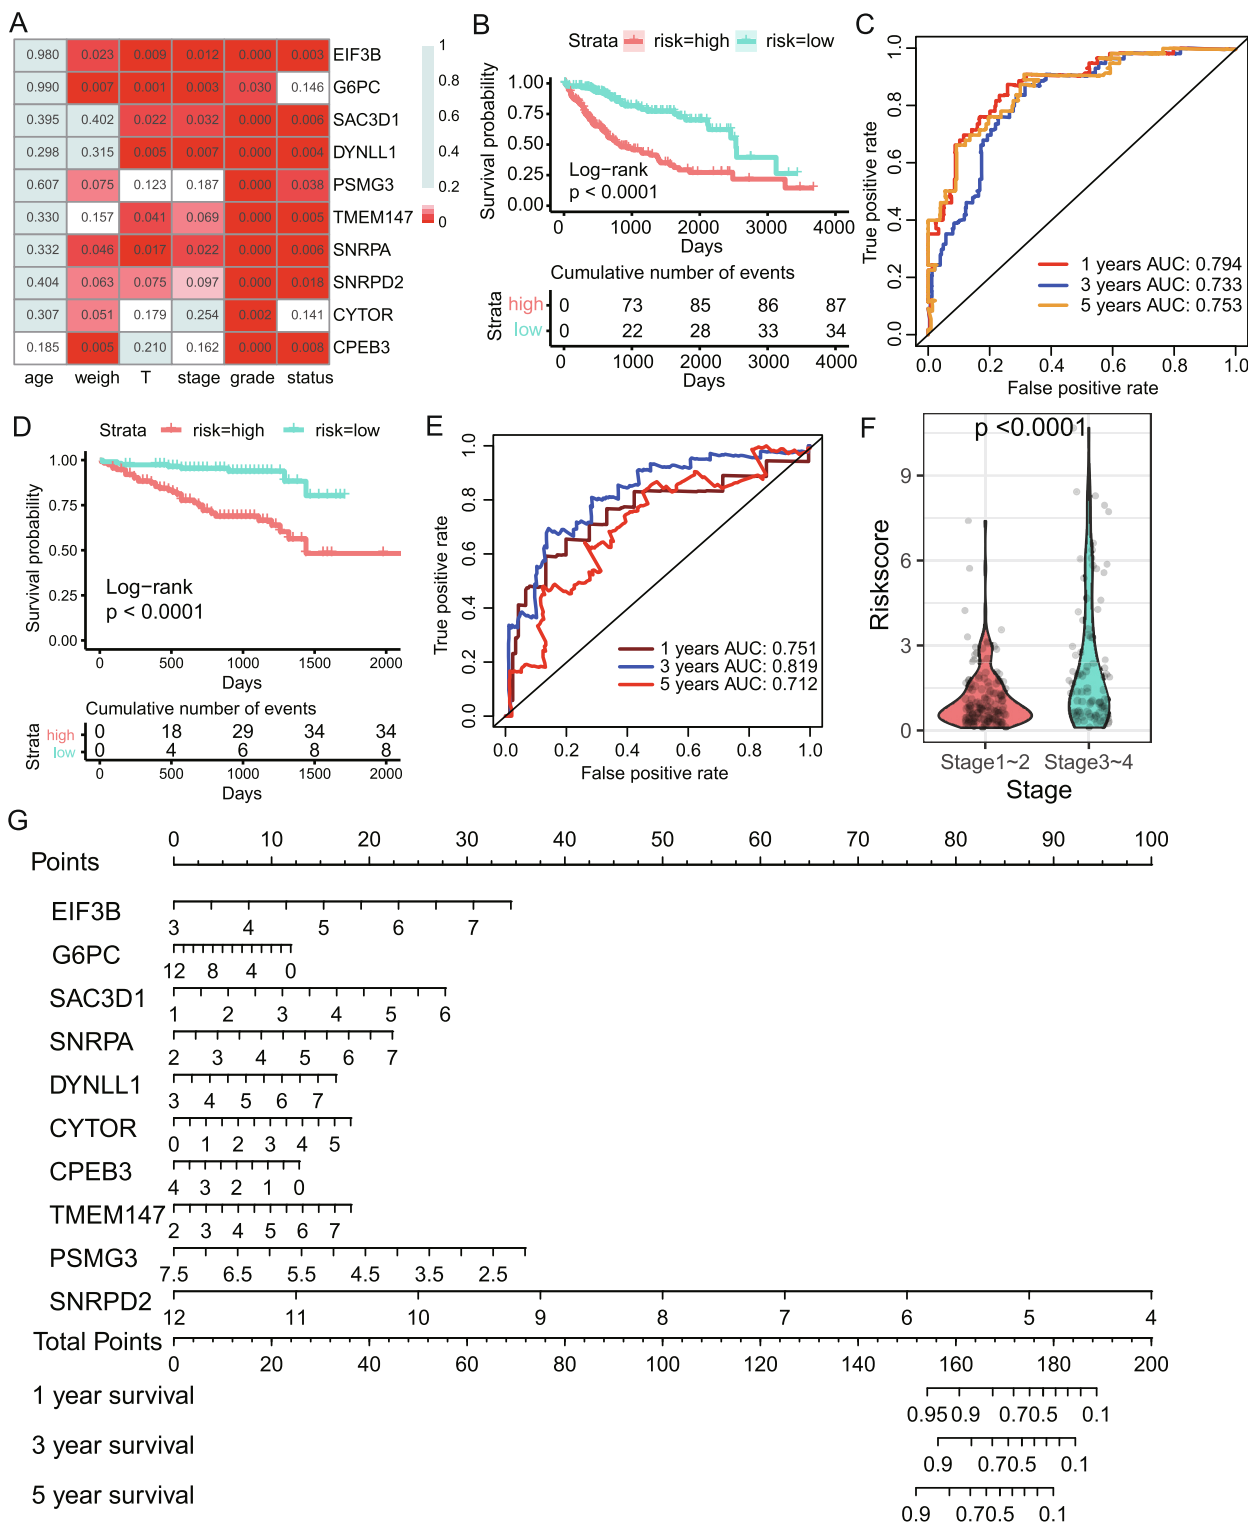 A
0.980 0.023 0.009 0.012 0.000 0.003 EIF3B
0.990 0.007 0.001 0.003 0.030 0.146 G6PC
0.395 0.402 0.022 0.032 0.000 0.006 SAC3D1
0.298 0.315 0.005 0.007 0.000 0.004 DYNLL1
0.607 0.075 0.123 0.187 0.000 0.038 PSMG3
0.330 0.157 0.041 0.069 0.000 0.005 TMEM147
0.332 0.046 0.017 0.022 0.000 0.006 SNRPA
0.404 0.063 0.075 0.097 0.000 0.018 SNRPD2
0.307 0.051 0.179 0.254 0.002 0.141 CYTOR
0.185 0.005 0.210 0.162 0.000 0.008 CPEB3
age weigh T stage grade status
1
0.8
0.6
0.4
0.2
0
B
Strata risk=high risk=low
Survival probability
1.00
0.75
0.50
0.25
0.00
Log−rank
p < 0.0001
0 1000 2000 3000 4000
Days
Cumulative number of events
Strata
high 0 73 85 86 87
low 0 22 28 33 34
0 1000 2000 3000 4000
Days
C
True positive rate
1.0
0.8
0.6
0.4
0.2
0.0
1 years AUC: 0.794
3 years AUC: 0.733
5 years AUC: 0.753
0.0 0.2 0.4 0.6 0.8 1.0
False positive rate
D
Strata risk=high risk=low
Survival probability
1.00
0.75
0.50
0.25
0.00
Log−rank
p < 0.0001
0 500 1000 1500 2000
Days
Cumulative number of events
Strata
high 0 18 29 34 34
low 0 4 6 8 8
0 500 1000 1500 2000
Days
E
True positive rate
1.0
0.8
0.6
0.4
0.2
0.0
1 years AUC: 0.751
3 years AUC: 0.819
5 years AUC: 0.712
0.0 0.2 0.4 0.6 0.8 1.0
False positive rate
F
p <0.0001
Riskscore
9
6
3
0
Stage1~2 Stage3~4
Stage
G
0 10 20 30 40 50 60 70 80 90 100
Points
EIF3B
3 4 5 6 7
G6PC
12 8 4 0
SAC3D1
1 2 3 4 5 6
SNRPA
2 3 4 5 6 7
DYNLL1
3 4 5 6 7
CYTOR
0 1 2 3 4 5
CPEB3
4 3 2 1 0
TMEM147
2 3 4 5 6 7
PSMG3
7.5 6.5 5.5 4.5 3.5 2.5
SNRPD2
12 11 10 9 8 7 6 5 4
Total Points
0 20 40 60 80 100 120 140 160 180 200
1 year survival
0.95 0.9 0.7 0.5 0.1
3 year survival
0.9 0.7 0.5 0.1
5 year survival
0.9 0.7 0.5 0.1